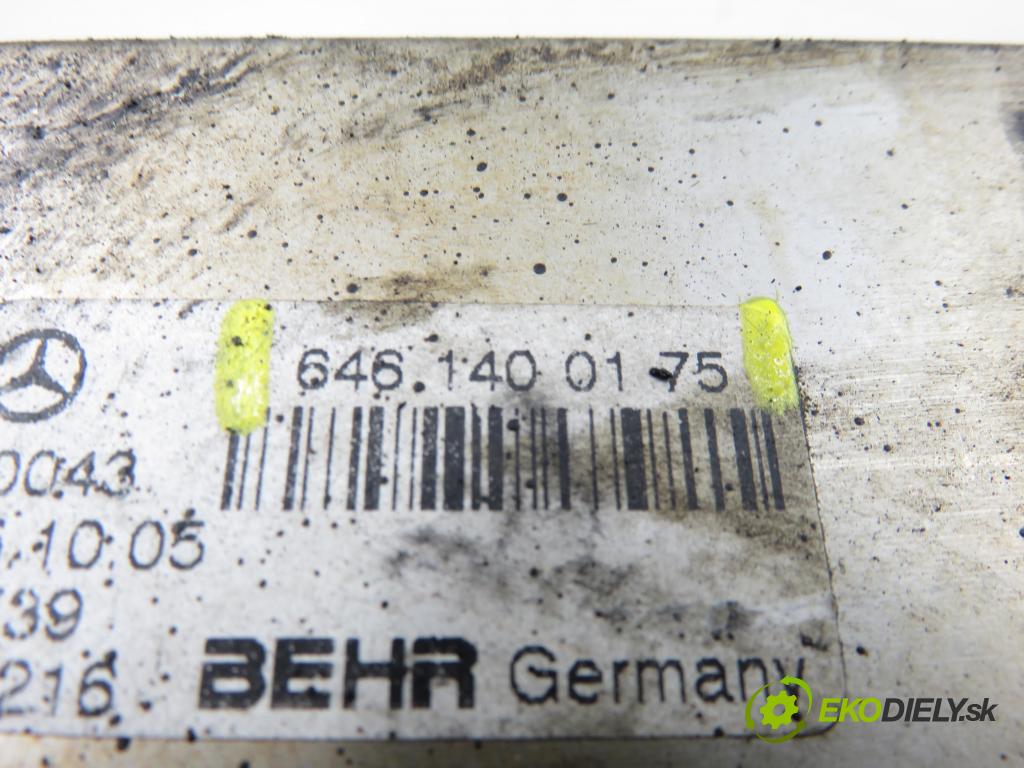 646 140 01 75
0043
10 05
39
216
BEHR Germany
EKODIELY.sk